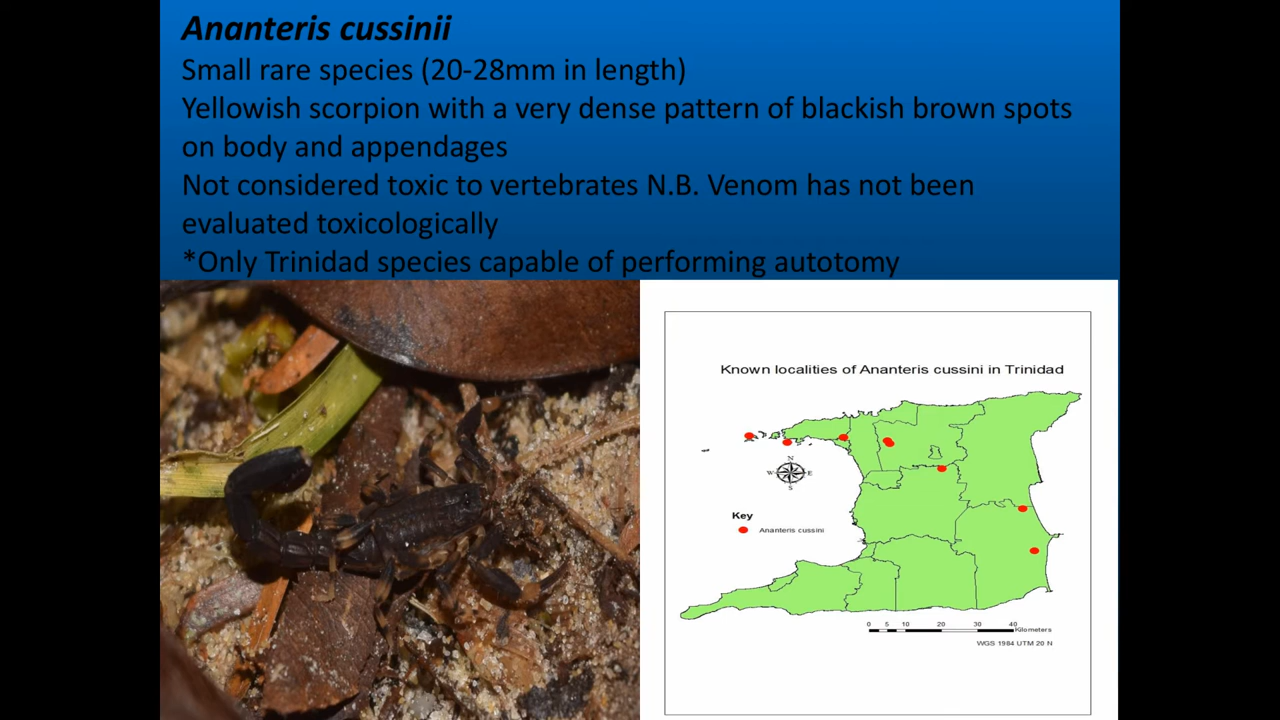 Ananteris cussinii
Small rare species (20-28mm in length)
Yellowish scorpion with a very dense pattern of blackish brown spots
on body and appendages
Not considered toxic to vertebrates N.B. Venom has not been
evaluated toxicologically
*Only Trinidad species capable of performing autotomy
Known localities of Ananteris cussini in Trinidad
N
W E
S
Key
Ananteris cussini
0 5 10 20 30 40
Kilometers
WGS 1984 UTM 20 N